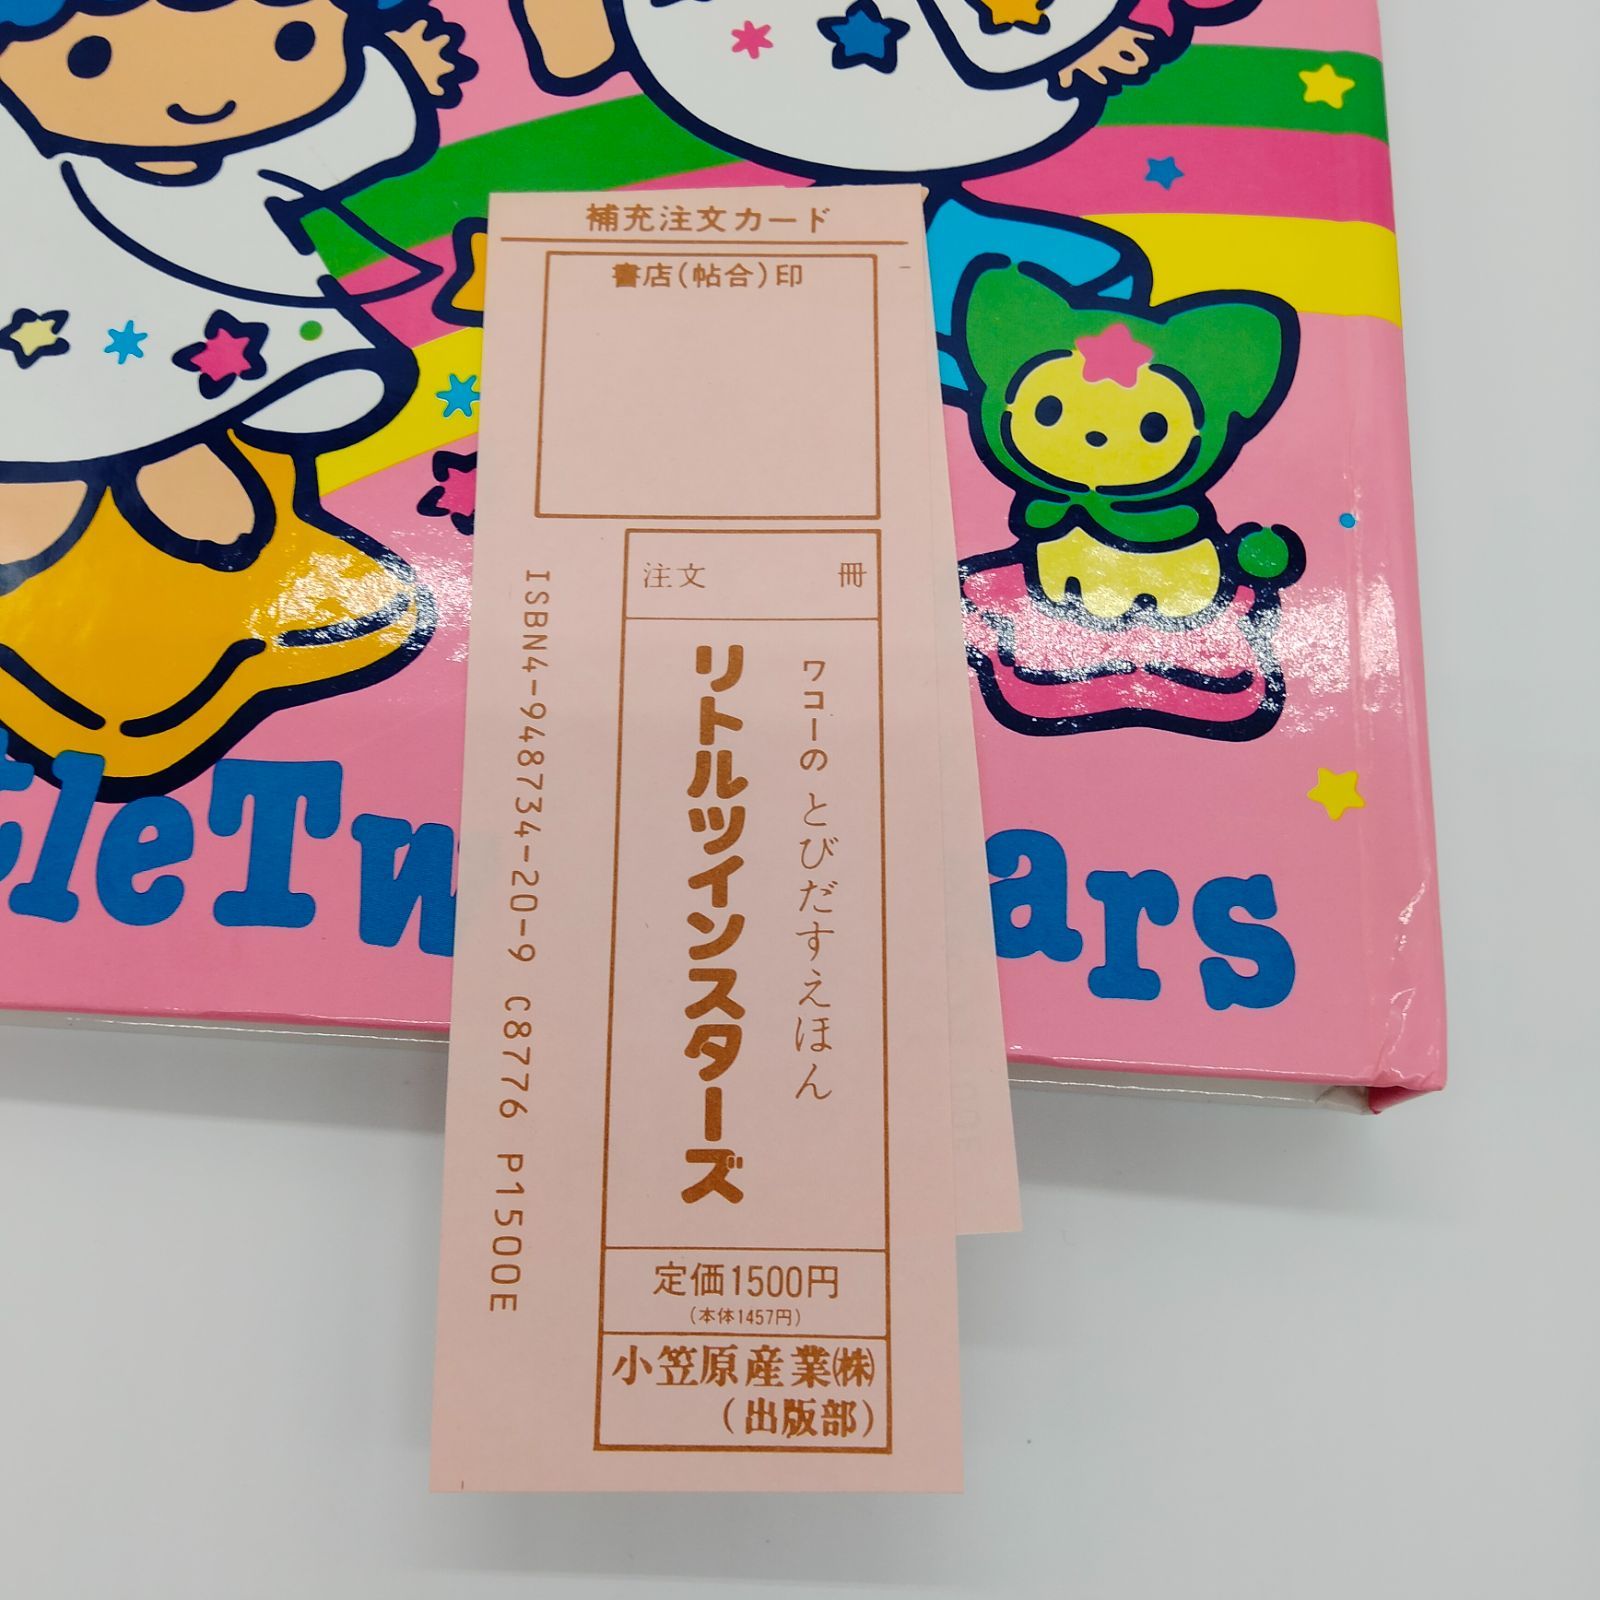 補充注文カード
書店(帖合)印
注文 冊
ワコーの とびだすえほん
リトルツインスターズ
定価1500円
(本体1457円)
小笠原産業㈱
(出版部)
ISBN4-948734-20-9 C8776 P1500E
tleTw
ars